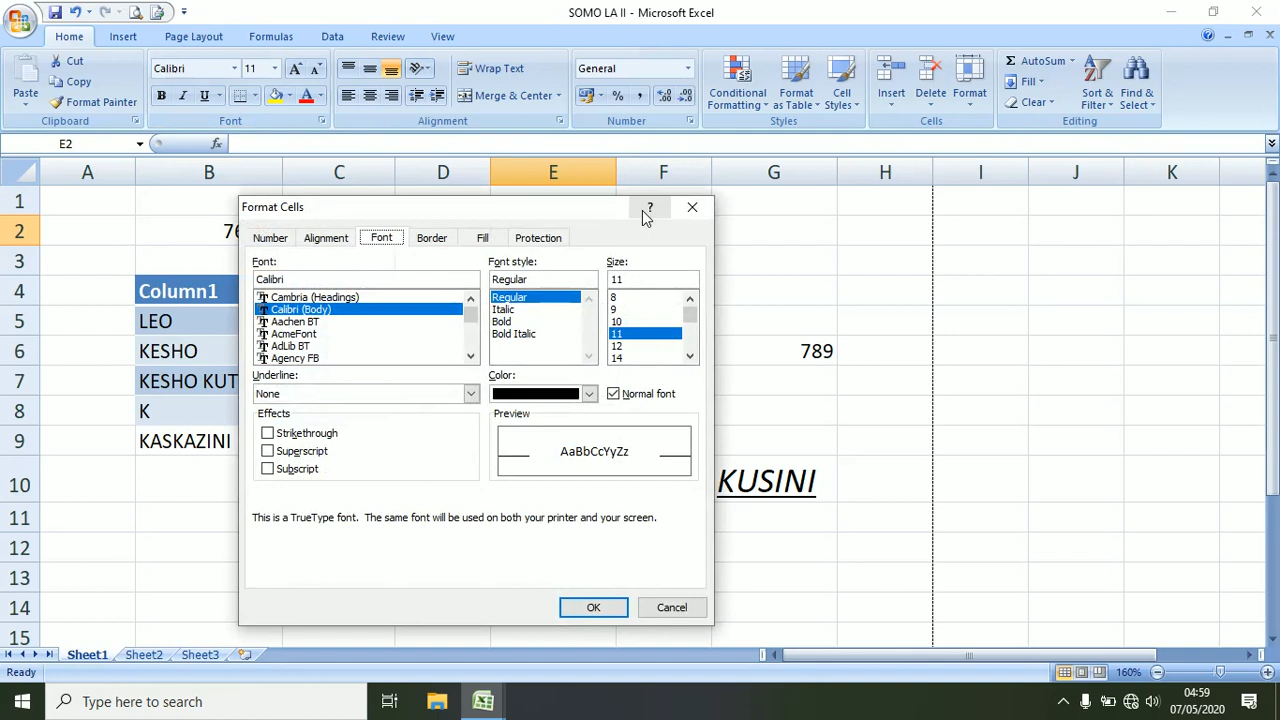 SOMO LA II - Microsoft Excel
Home Insert Page Layout Formulas Data Review View
Paste Cut Copy Format Painter Clipboard
Calibri 11 B I U A A A Font
Wrap Text Merge & Center Alignment
General % , .0 .00 .00 .0 Number
Conditional Formatting Format as Table Cell Styles Styles
Insert Delete Format Cells
Σ AutoSum Fill Clear Sort & Filter Find & Select Editing
E2 fx
A B C D E F G H I J K
1
2 76
3
4 Column1
5 LEO
6 KESHO 789
7 KESHO KUT
8 K
9 KASKAZINI
10 KUSINI
11
12
13
14
15
Format Cells ?
Number Alignment Font Border Fill Protection
Font: Font style: Size:
Calibri Regular 11
Cambria (Headings) Regular 8
Calibri (Body) Italic 9
Aachen BT Bold 10
AcmeFont Bold Italic 11
AdLib BT 12
Agency FB 14
Underline: Color:
None Normal font
Effects Preview
Strikethrough
Superscript AaBbCcYyZz
Subscript
This is a TrueType font. The same font will be used on both your printer and your screen.
OK Cancel
Sheet1 Sheet2 Sheet3
Ready 160%
Type here to search
04:59
07/05/2020